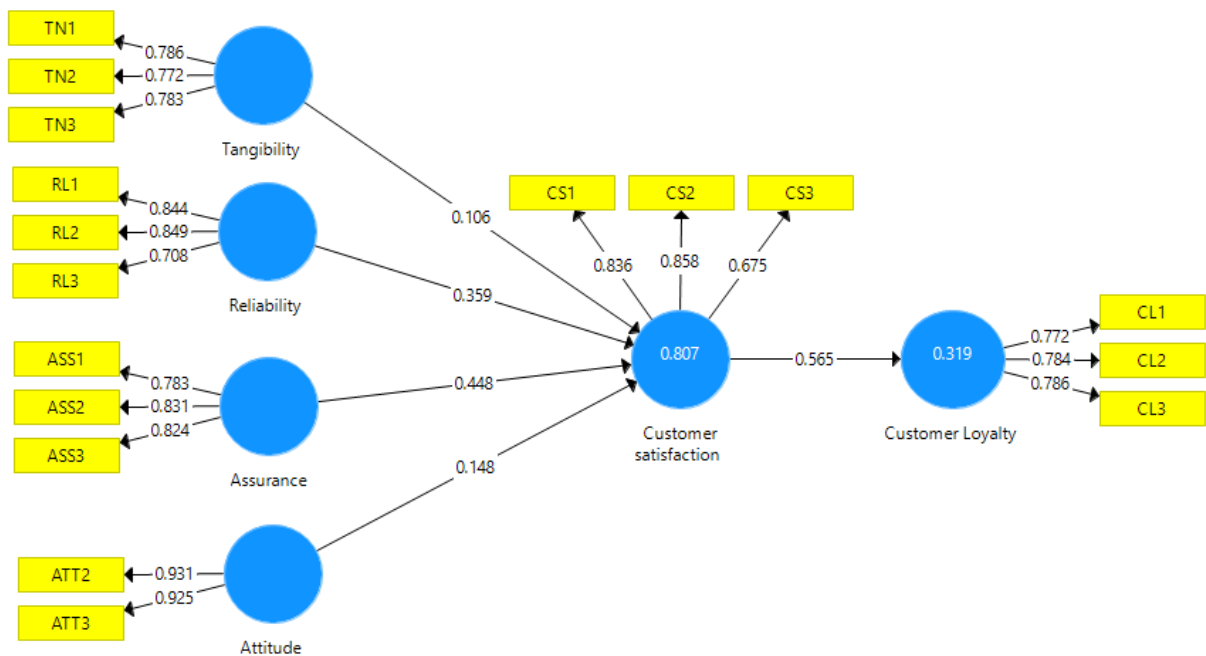 TN1
0.786
TN2
0.772
TN3
0.783
Tangibility
RL1
0.844
RL2
0.849
RL3
0.708
Reliability
ASS1
0.783
ASS2
0.831
ASS3
0.824
Assurance
ATT2
0.931
ATT3
0.925
Attitude
0.106
0.359
0.448
0.148
CS1
CS2
CS3
0.836
0.858
0.675
0.807
Customer
satisfaction
0.565
0.319
Customer Loyalty
CL1
0.772
CL2
0.784
CL3
0.786